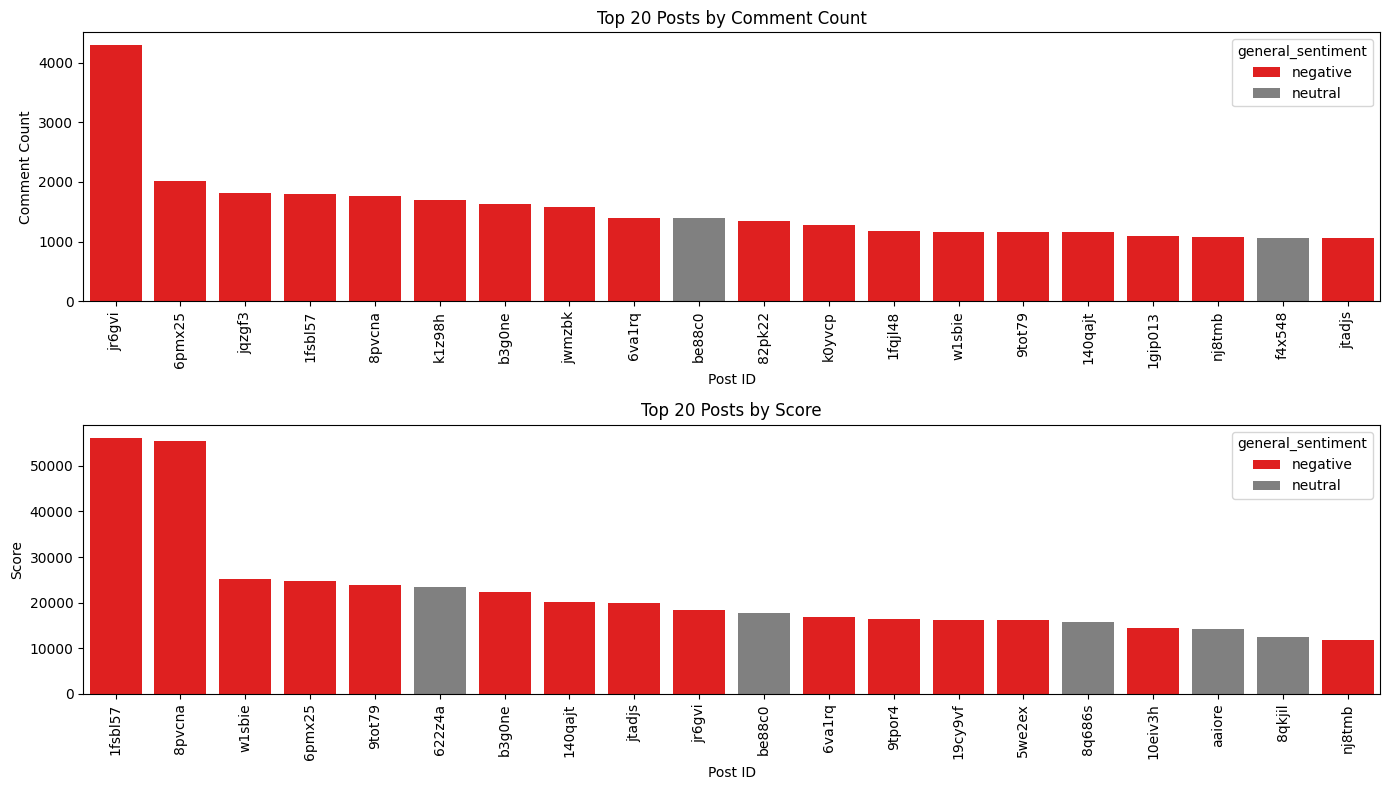 Top 20 Posts by Comment Count
general_sentiment
negative
neutral
Comment Count
4000
3000
2000
1000
0
jr6gvi
6pmx25
jqzgf3
1fsbl57
8pvcna
k1z98h
b3g0ne
jwmzbk
6va1rq
be88c0
82pk22
k0yvcp
1fqjl48
w1sbie
9tot79
140qajt
1gip013
nj8tmb
f4x548
jtadjs
Post ID
Top 20 Posts by Score
general_sentiment
negative
neutral
Score
50000
40000
30000
20000
10000
0
1fsbl57
8pvcna
w1sbie
6pmx25
9tot79
622z4a
b3g0ne
140qajt
jtadjs
jr6gvi
be88c0
6va1rq
9tpor4
19cy9vf
5we2ex
8q686s
10eiv3h
aaiore
8qkjil
nj8tmb
Post ID